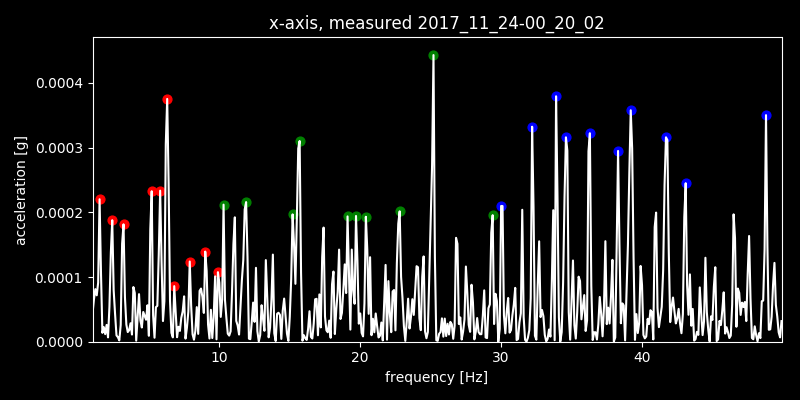 x-axis, measured 2017_11_24-00_20_02
acceleration [g]
0.0004
0.0003
0.0002
0.0001
0.0000
10 20 30 40
frequency [Hz]